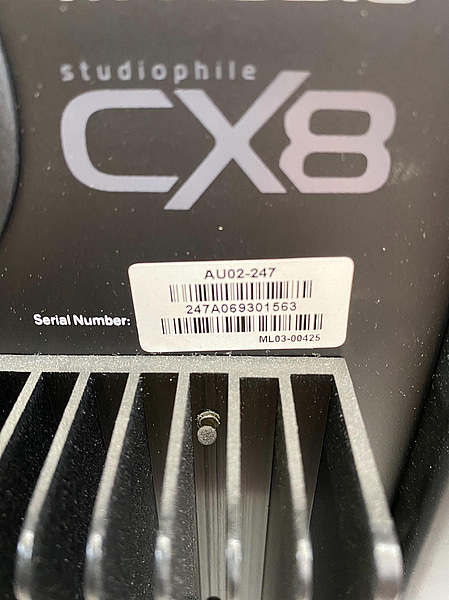 studiophile
CX8
AU02-247
247A069301563
Serial Number:
ML03-00425